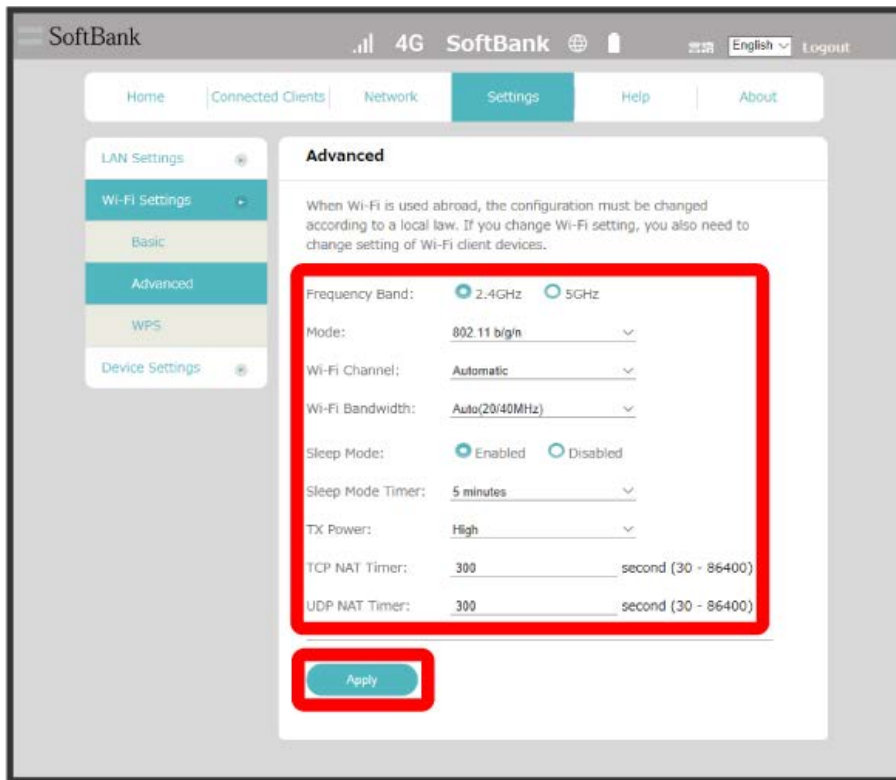 SoftBank
4G SoftBank 言語 English Logout
Home Connected Clients Network Settings Help About
LAN Settings
Wi-Fi Settings
Basic
Advanced
WPS
Device Settings
Advanced
When Wi-Fi is used abroad, the configuration must be changed
according to a local law. If you change Wi-Fi setting, you also need to
change setting of Wi-Fi client devices.
Frequency Band: 2.4GHz 5GHz
Mode: 802.11 b/g/n
Wi-Fi Channel: Automatic
Wi-Fi Bandwidth: Auto(20/40MHz)
Sleep Mode: Enabled Disabled
Sleep Mode Timer: 5 minutes
TX Power: High
TCP NAT Timer: 300 second (30 - 86400)
UDP NAT Timer: 300 second (30 - 86400)
Apply